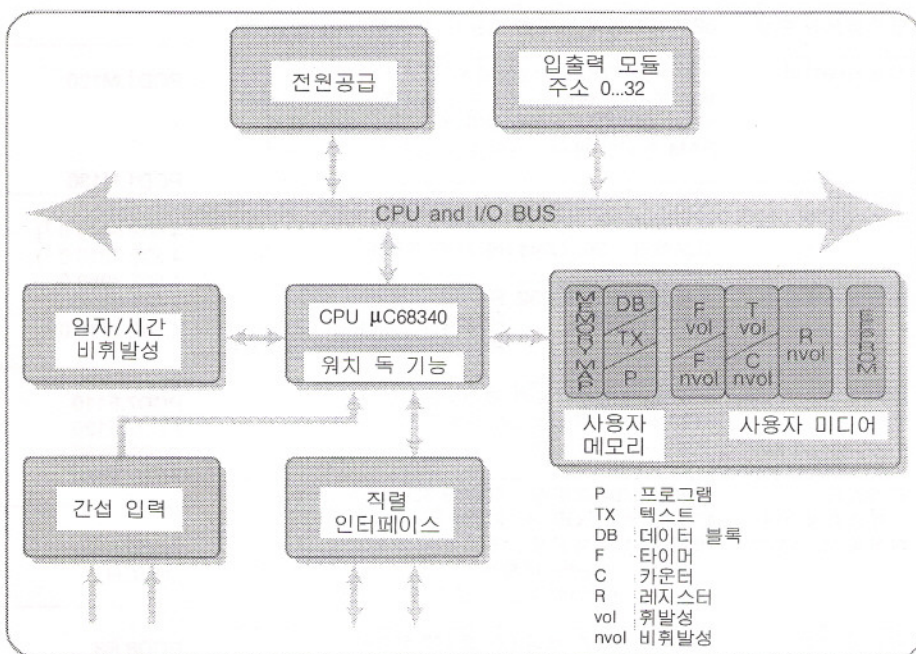 전원공급
입출력 모듈
주소 0...32
CPU and I/O BUS
일자/시간
비휘발성
CPU µC68340
워치 독 기능
MEMORY MAP
DB
TX
P
F
vol
F
nvol
T
vol
C
nvol
R
nvol
EEPROM
사용자
메모리
사용자 미디어
간섭 입력
직렬
인터페이스
P 프로그램
TX 텍스트
DB 데이터 블록
F 타이머
C 카운터
R 레지스터
vol 휘발성
nvol 비휘발성